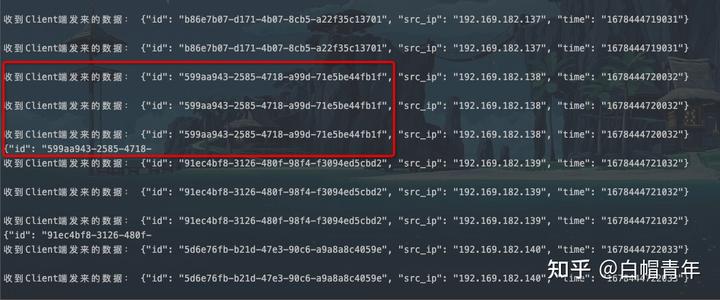 收到Client端发来的数据： {"id": "b86e7b07-d171-4b07-8cb5-a22f35c13701", "src_ip": "192.169.182.137", "time": "1678444719031"}
收到Client端发来的数据： {"id": "b86e7b07-d171-4b07-8cb5-a22f35c13701", "src_ip": "192.169.182.137", "time": "1678444719031"}
收到Client端发来的数据： {"id": "599aa943-2585-4718-a99d-71e5be44fb1f", "src_ip": "192.169.182.138", "time": "1678444720032"}
收到Client端发来的数据： {"id": "599aa943-2585-4718-a99d-71e5be44fb1f", "src_ip": "192.169.182.138", "time": "1678444720032"}
收到Client端发来的数据： {"id": "599aa943-2585-4718-a99d-71e5be44fb1f", "src_ip": "192.169.182.138", "time": "1678444720032"}
{"id": "599aa943-2585-4718-
收到Client端发来的数据： {"id": "91ec4bf8-3126-480f-98f4-f3094ed5cbd2", "src_ip": "192.169.182.139", "time": "1678444721032"}
收到Client端发来的数据： {"id": "91ec4bf8-3126-480f-98f4-f3094ed5cbd2", "src_ip": "192.169.182.139", "time": "1678444721032"}
收到Client端发来的数据： {"id": "91ec4bf8-3126-480f-98f4-f3094ed5cbd2", "src_ip": "192.169.182.139", "time": "1678444721032"}
{"id": "91ec4bf8-3126-480f-
收到Client端发来的数据： {"id": "5d6e76fb-b21d-47e3-90c6-a9a8a8c4059e", "src_ip": "192.169.182.140", "time": "1678444722033"}
收到Client端发来的数据： {"id": "5d6e76fb-b21d-47e3-90c6-a9a8a8c4059e", "src_ip": "192.169.182.140", "time": "1678444722033"}
知乎 @白帽青年